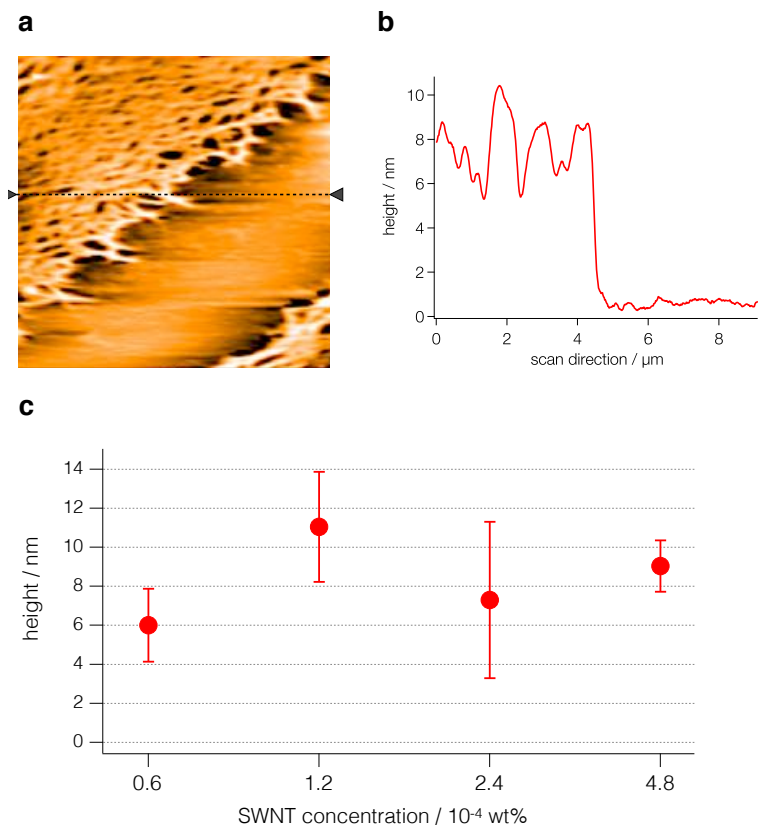 a
b
10
8
6
4
2
0
height / nm
0 2 4 6 8
scan direction / µm
c
14
12
10
8
6
4
2
0
height / nm
0.6 1.2 2.4 4.8
SWNT concentration / 10⁻⁴ wt%